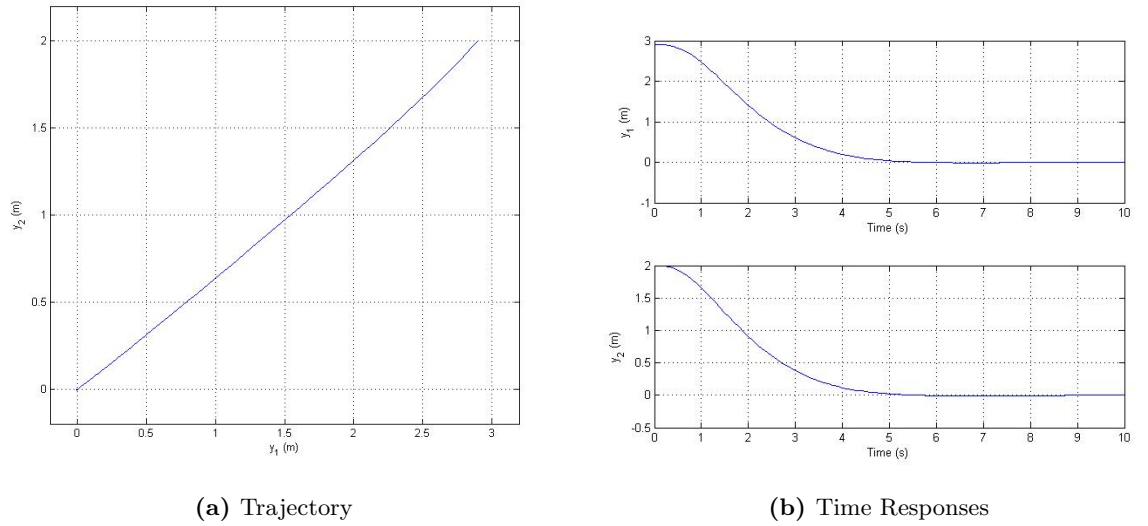 2
1.5
1
0.5
0
y₂ (m)
0 0.5 1 1.5 2 2.5 3
y₁ (m)
3
2
1
0
-1
y₁ (m)
0 1 2 3 4 5 6 7 8 9 10
Time (s)
2
1.5
1
0.5
0
-0.5
y₂ (m)
0 1 2 3 4 5 6 7 8 9 10
Time (s)
(a) Trajectory
(b) Time Responses